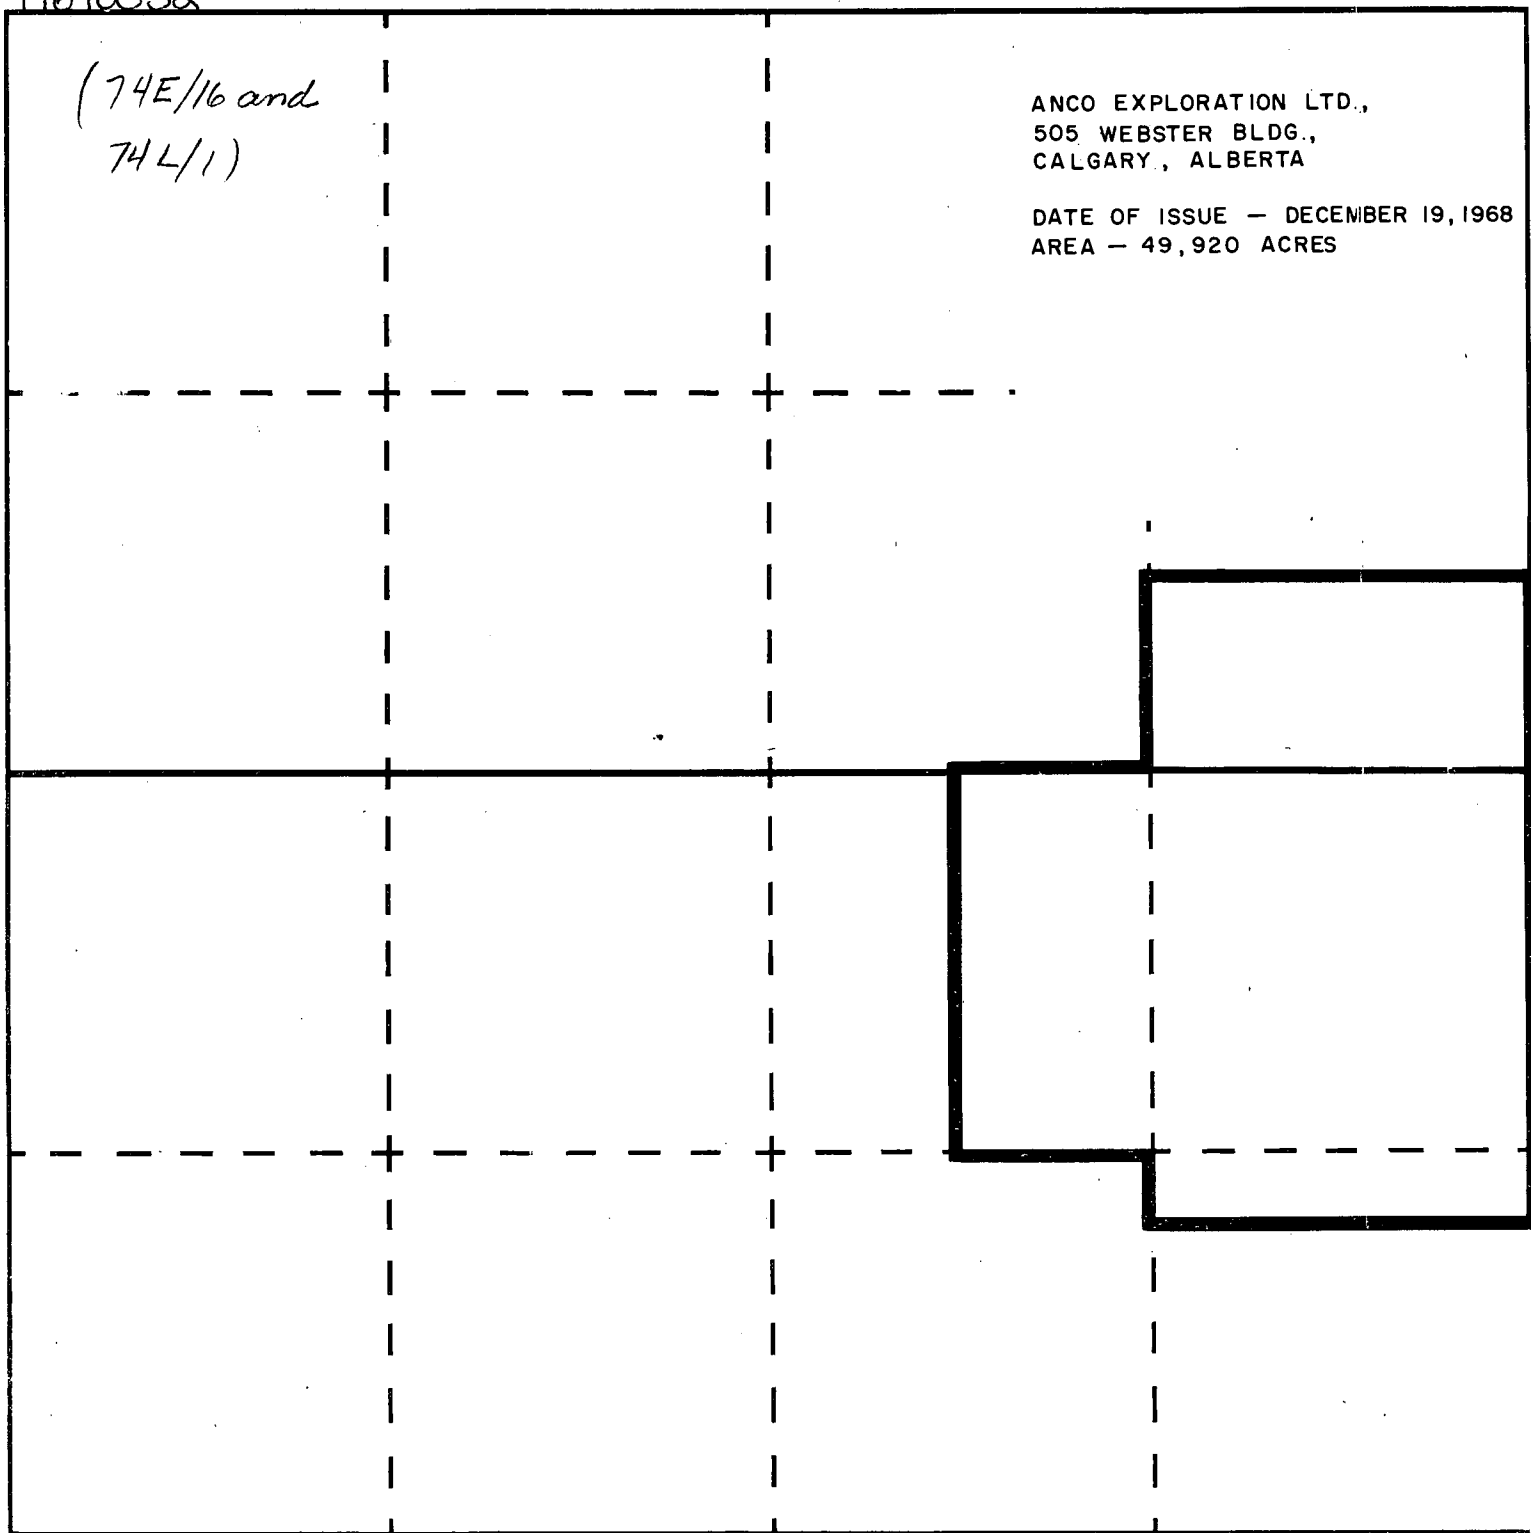 (74E/16 and
74L/1)
ANCO EXPLORATION LTD.,
505 WEBSTER BLDG.,
CALGARY, ALBERTA
DATE OF ISSUE — DECEMBER 19, 1968
AREA — 49,920 ACRES